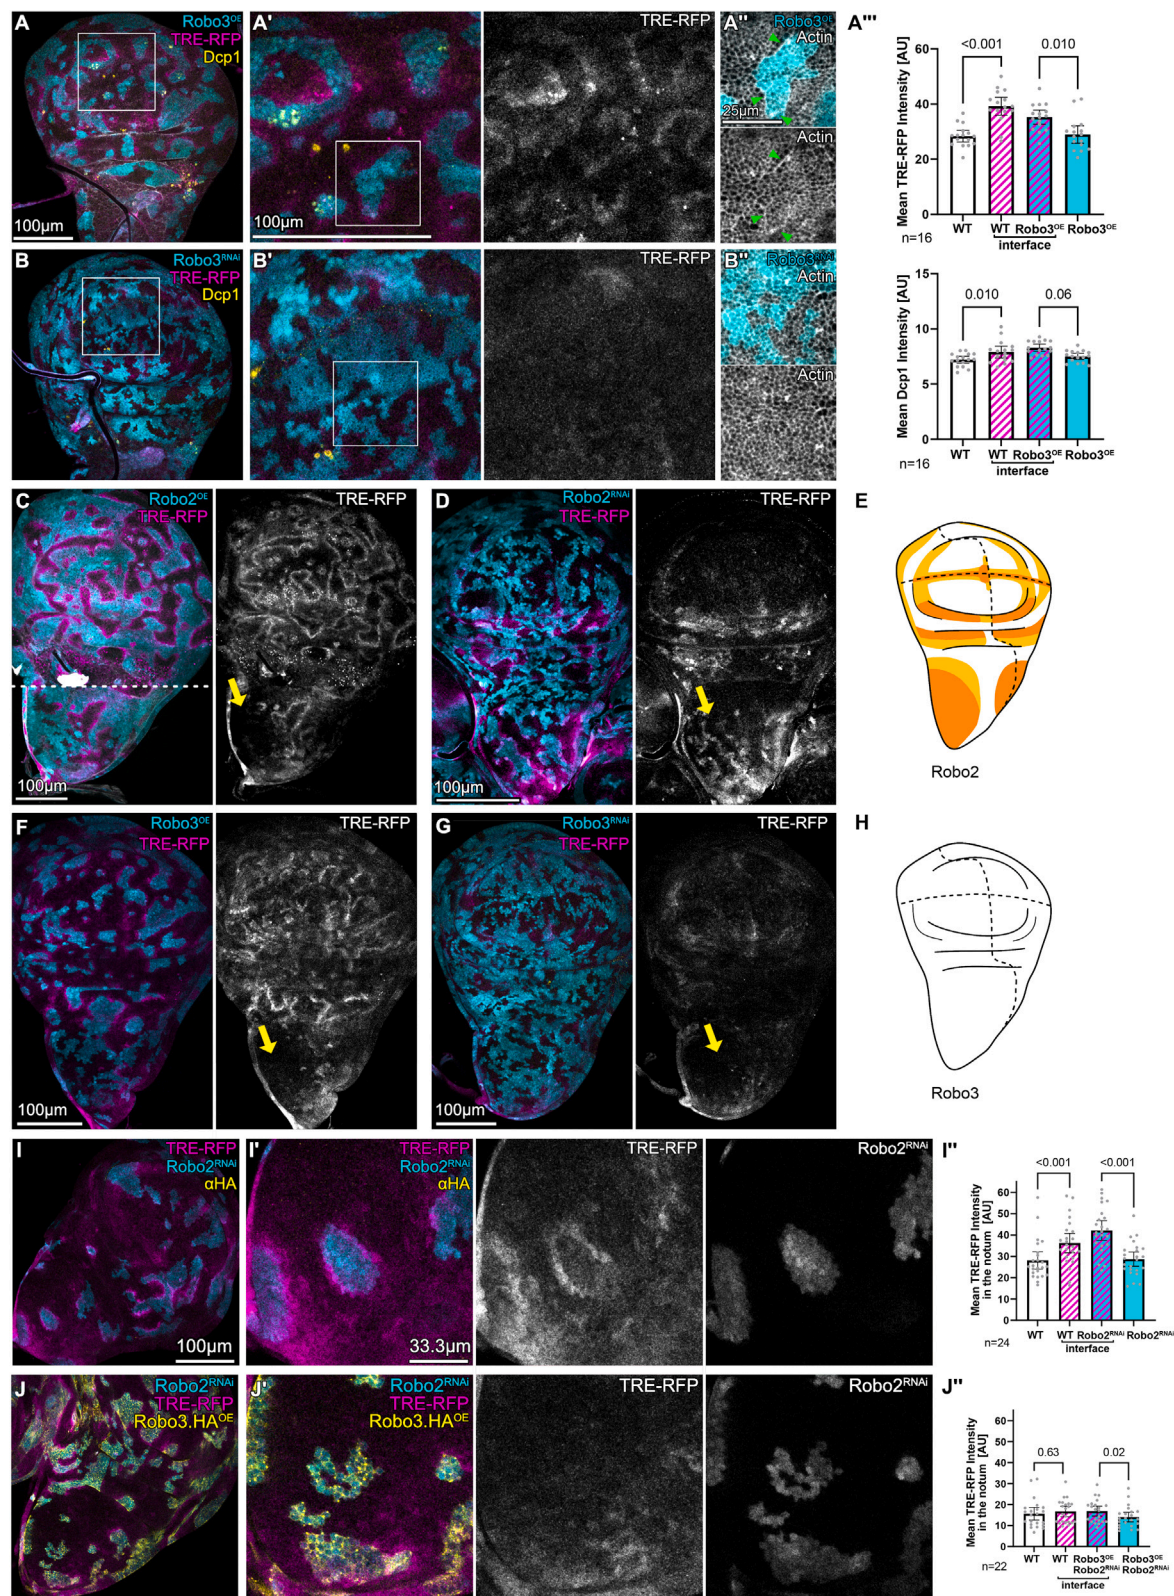 A
Robo3OE
TRE-RFP
Dcp1
100µm
A'
100µm
TRE-RFP
A"
Robo3OE
Actin
25µm
Actin
A"'
Mean TRE-RFP Intensity [AU]
60
40
20
0
<0.001
0.010
WT
WT
Robo3OE
Robo3OE
interface
n=16
B
Robo3RNAi
TRE-RFP
Dcp1
100µm
B'
TRE-RFP
B"
Robo3RNAi
Actin
Actin
Mean Dcp1 Intensity [AU]
15
10
5
0
0.010
0.06
WT
WT
Robo3OE
Robo3OE
interface
n=16
C
Robo2OE
TRE-RFP
100µm
TRE-RFP
D
Robo2RNAi
TRE-RFP
100µm
TRE-RFP
E
Robo2
F
Robo3OE
TRE-RFP
100µm
TRE-RFP
G
Robo3RNAi
TRE-RFP
100µm
TRE-RFP
H
Robo3
I
TRE-RFP
Robo2RNAi
αHA
100µm
I'
TRE-RFP
Robo2RNAi
αHA
33.3µm
TRE-RFP
Robo2RNAi
I"
Mean TRE-RFP Intensity
in the notum [AU]
60
50
40
30
20
10
0
<0.001
<0.001
WT
WT
Robo2RNAi
Robo2RNAi
interface
n=24
J
Robo2RNAi
TRE-RFP
Robo3.HAOE
J'
Robo2RNAi
TRE-RFP
Robo3.HAOE
TRE-RFP
Robo2RNAi
J"
Mean TRE-RFP Intensity
in the notum [AU]
60
50
40
30
20
10
0
0.63
0.02
WT
WT
Robo3OE
Robo2RNAi
Robo3OE
Robo2RNAi
interface
n=22